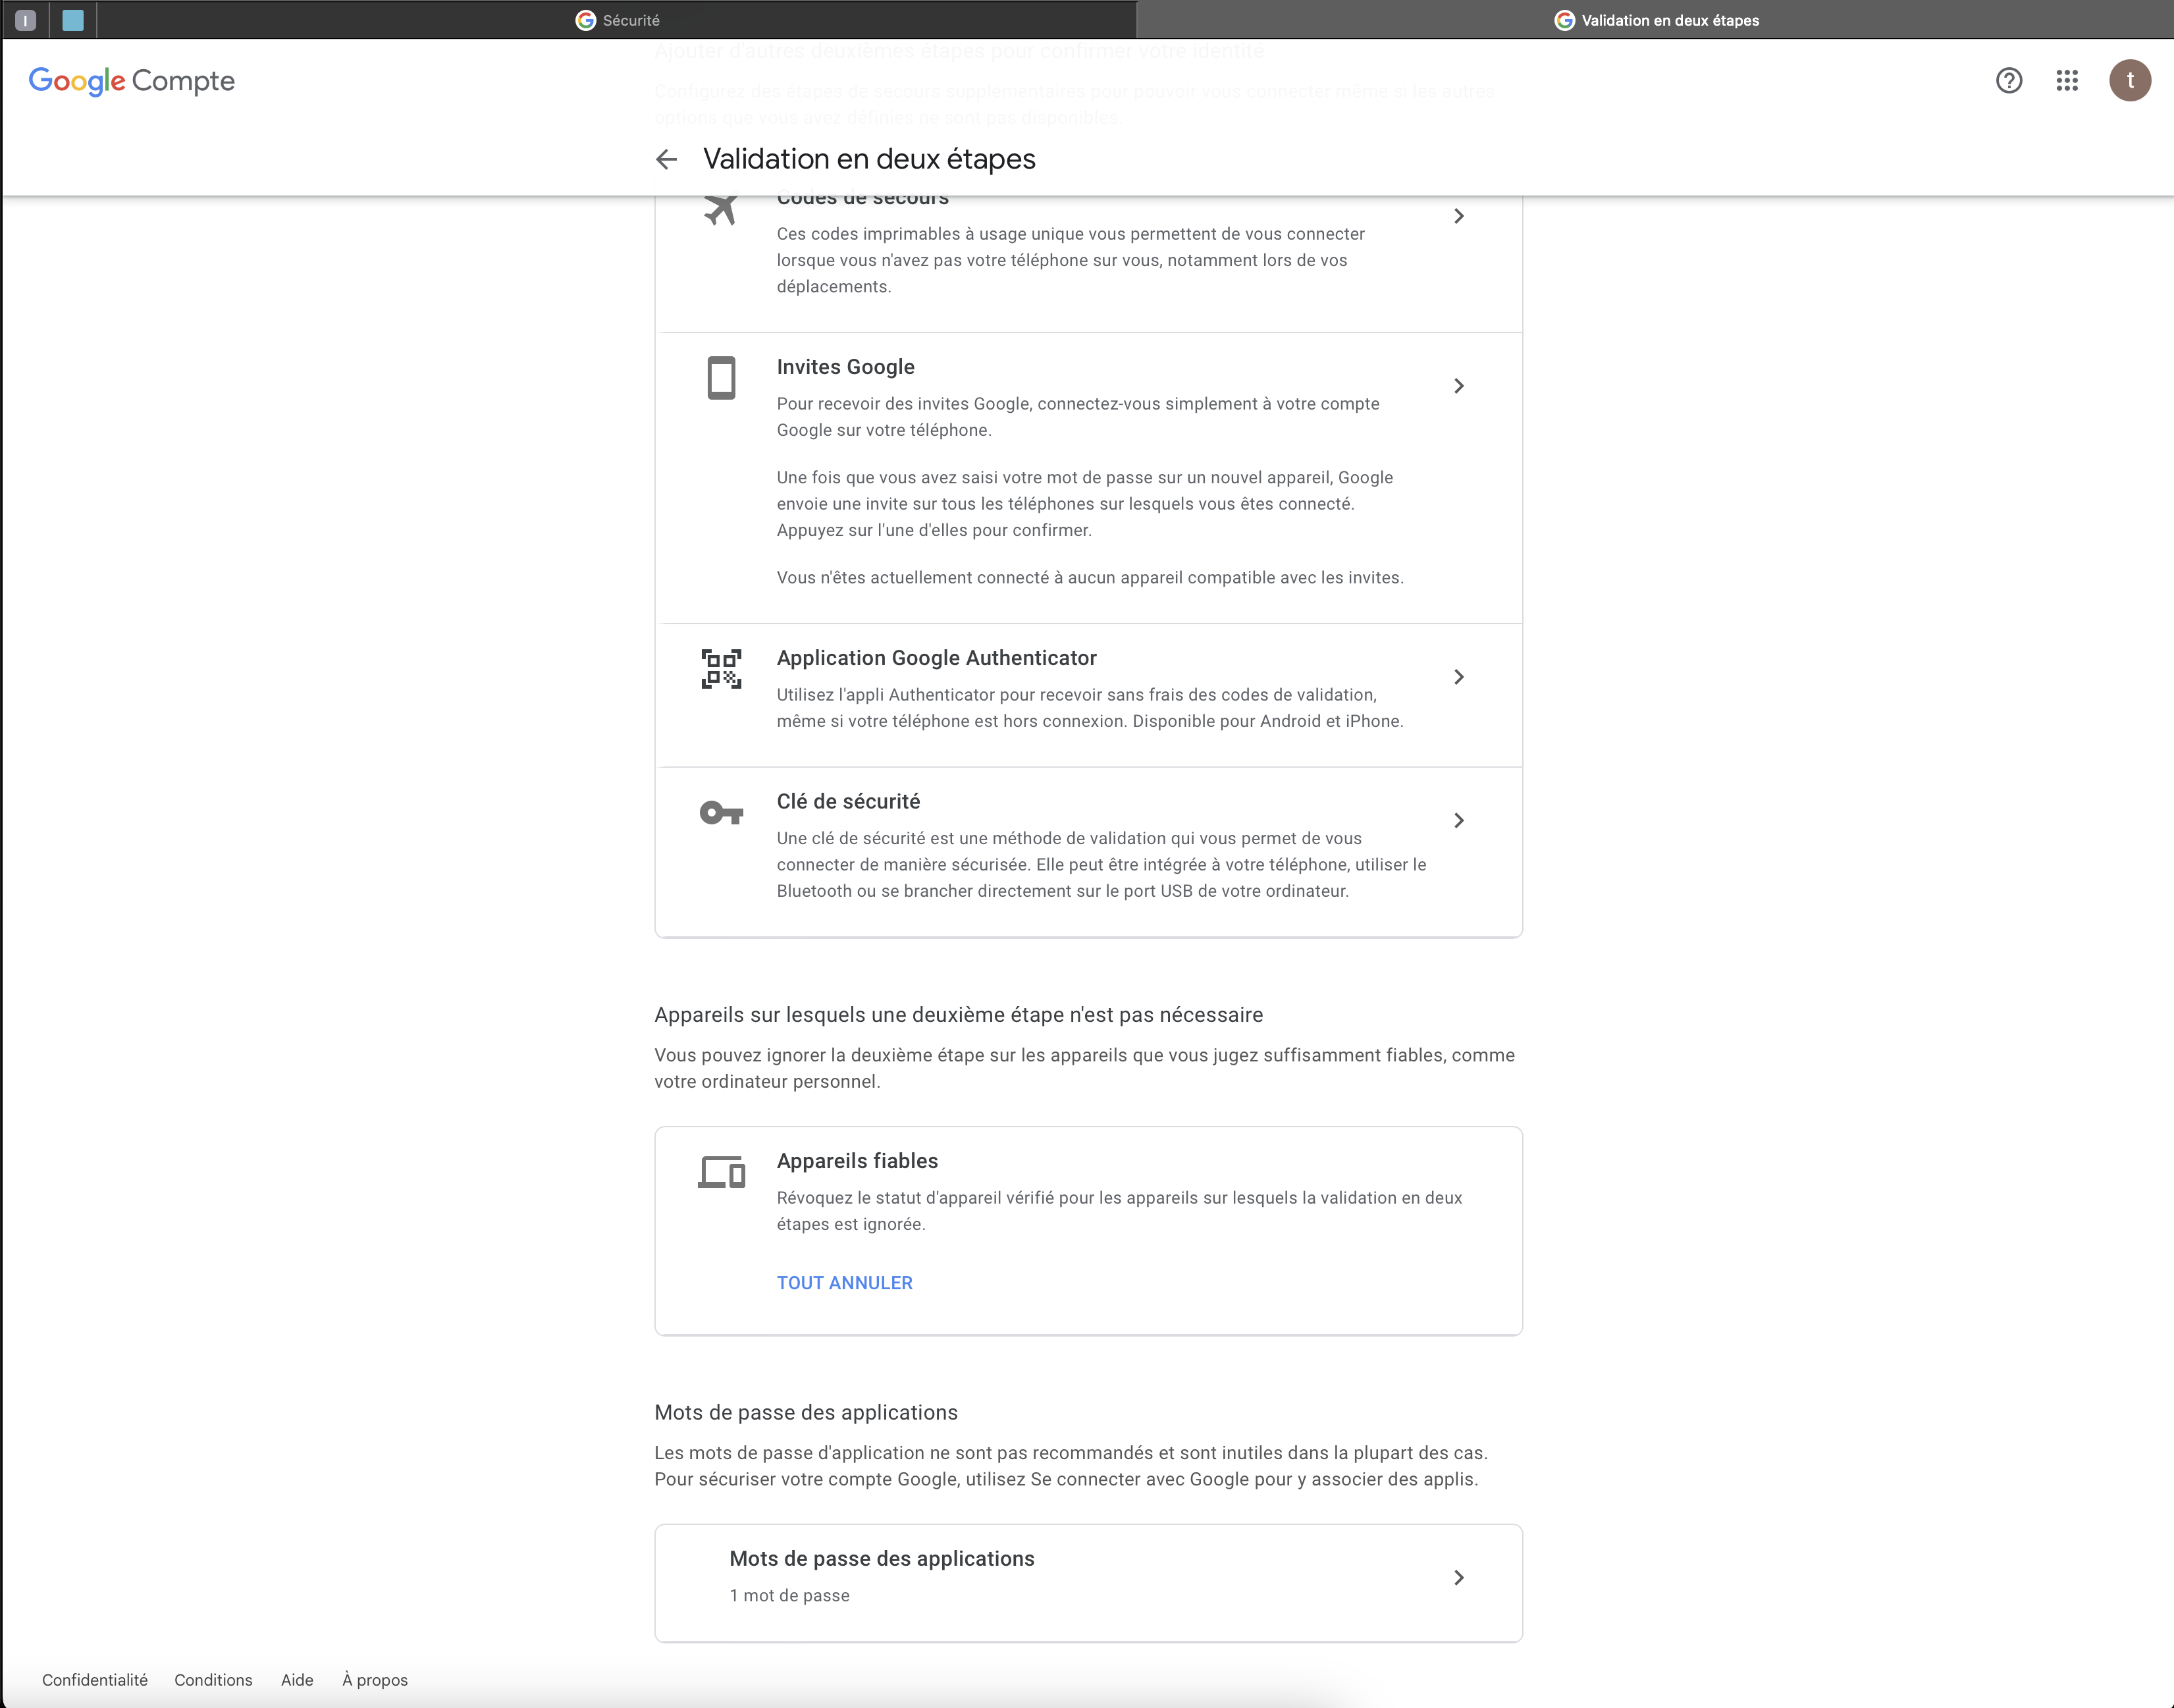 I
Sécurité
Validation en deux étapes
Ajouter d'autres deuxièmes étapes pour confirmer votre identité
Google Compte
t
Configurez des étapes de secours supplémentaires pour pouvoir vous connecter même si les autres
options que vous avez définies ne sont pas disponibles.
Validation en deux étapes
Codes de secours
Ces codes imprimables à usage unique vous permettent de vous connecter
lorsque vous n'avez pas votre téléphone sur vous, notamment lors de vos
déplacements.
Invites Google
Pour recevoir des invites Google, connectez-vous simplement à votre compte
Google sur votre téléphone.
Une fois que vous avez saisi votre mot de passe sur un nouvel appareil, Google
envoie une invite sur tous les téléphones sur lesquels vous êtes connecté.
Appuyez sur l'une d'elles pour confirmer.
Vous n'êtes actuellement connecté à aucun appareil compatible avec les invites.
Application Google Authenticator
Utilisez l'appli Authenticator pour recevoir sans frais des codes de validation,
même si votre téléphone est hors connexion. Disponible pour Android et iPhone.
Clé de sécurité
Une clé de sécurité est une méthode de validation qui vous permet de vous
connecter de manière sécurisée. Elle peut être intégrée à votre téléphone, utiliser le
Bluetooth ou se brancher directement sur le port USB de votre ordinateur.
Appareils sur lesquels une deuxième étape n'est pas nécessaire
Vous pouvez ignorer la deuxième étape sur les appareils que vous jugez suffisamment fiables, comme
votre ordinateur personnel.
Appareils fiables
Révoquez le statut d'appareil vérifié pour les appareils sur lesquels la validation en deux
étapes est ignorée.
TOUT ANNULER
Mots de passe des applications
Les mots de passe d'application ne sont pas recommandés et sont inutiles dans la plupart des cas.
Pour sécuriser votre compte Google, utilisez Se connecter avec Google pour y associer des applis.
Mots de passe des applications
1 mot de passe
Confidentialité Conditions Aide À propos